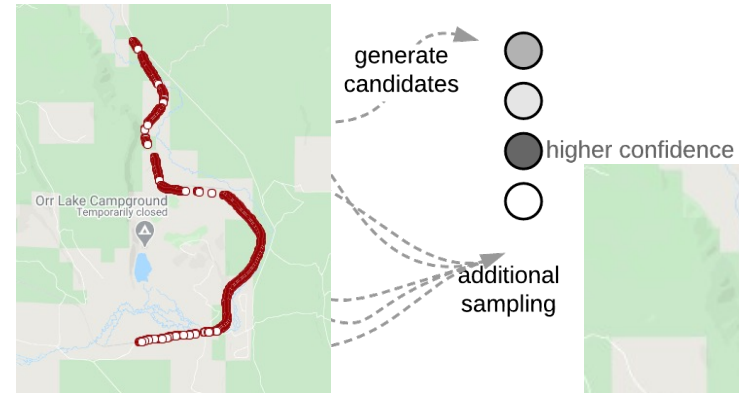 generate
candidates
higher confidence
Orr Lake Campground
Temporarily closed
additional
sampling